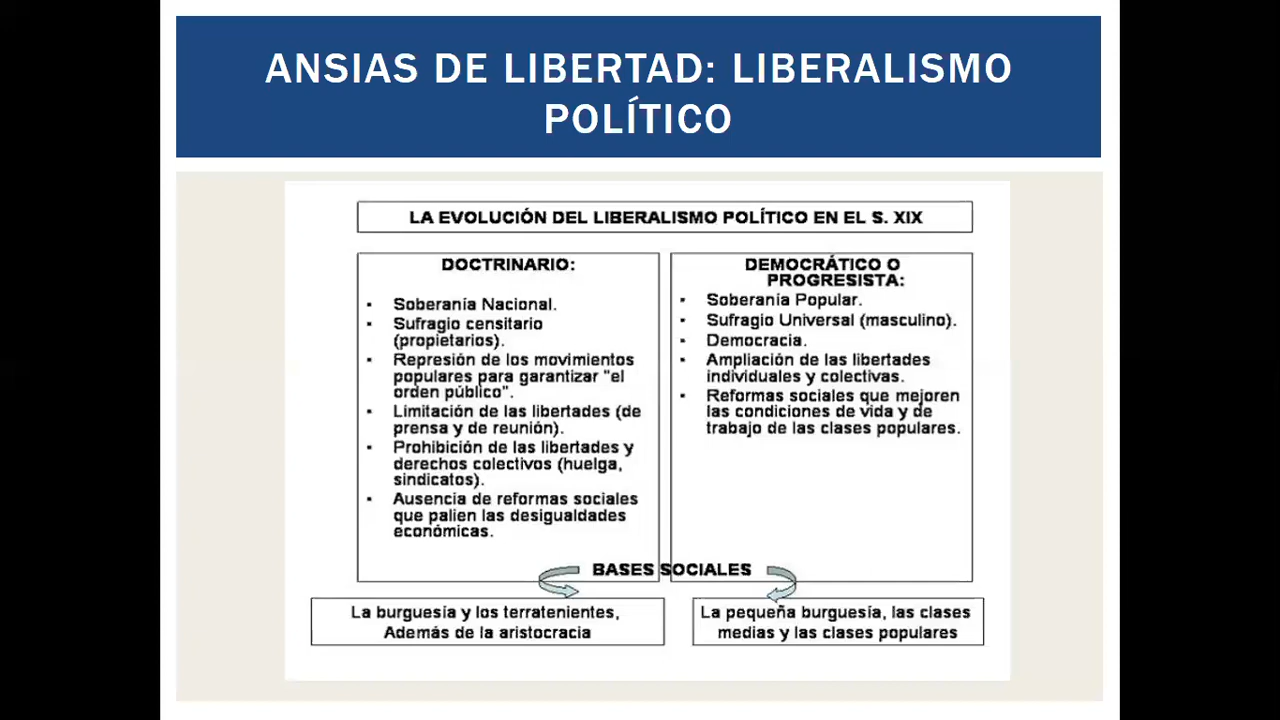 ANSIAS DE LIBERTAD: LIBERALISMO
POLÍTICO
LA EVOLUCIÓN DEL LIBERALISMO POLÍTICO EN EL S. XIX
DOCTRINARIO:
▪ Soberanía Nacional.
▪ Sufragio censitario
(propietarios).
▪ Represión de los movimientos
populares para garantizar "el
orden público".
▪ Limitación de las libertades (de
prensa y de reunión).
▪ Prohibición de las libertades y
derechos colectivos (huelga,
sindicatos).
▪ Ausencia de reformas sociales
que palien las desigualdades
económicas.
DEMOCRÁTICO O
PROGRESISTA:
▪ Soberanía Popular.
▪ Sufragio Universal (masculino).
▪ Democracia.
▪ Ampliación de las libertades
individuales y colectivas.
▪ Reformas sociales que mejoren
las condiciones de vida y de
trabajo de las clases populares.
BASES SOCIALES
La burguesía y los terratenientes,
Además de la aristocracia
La pequeña burguesía, las clases
medias y las clases populares